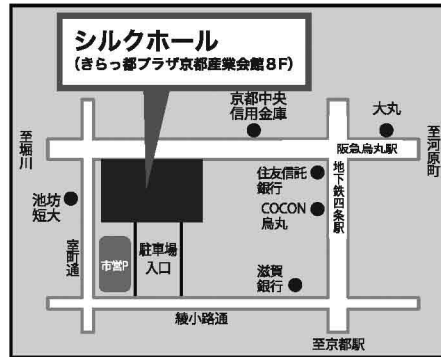 シルクホール
(きらっ都プラザ京都産業会館8F)
京都中央
信用金庫
大丸
至堀川
阪急烏丸駅
至河原町
住友信託
銀行
地下鉄四条駅
池坊
短大
COCON
烏丸
室町通
市営P
駐車場
入口
滋賀
銀行
綾小路通
至京都駅